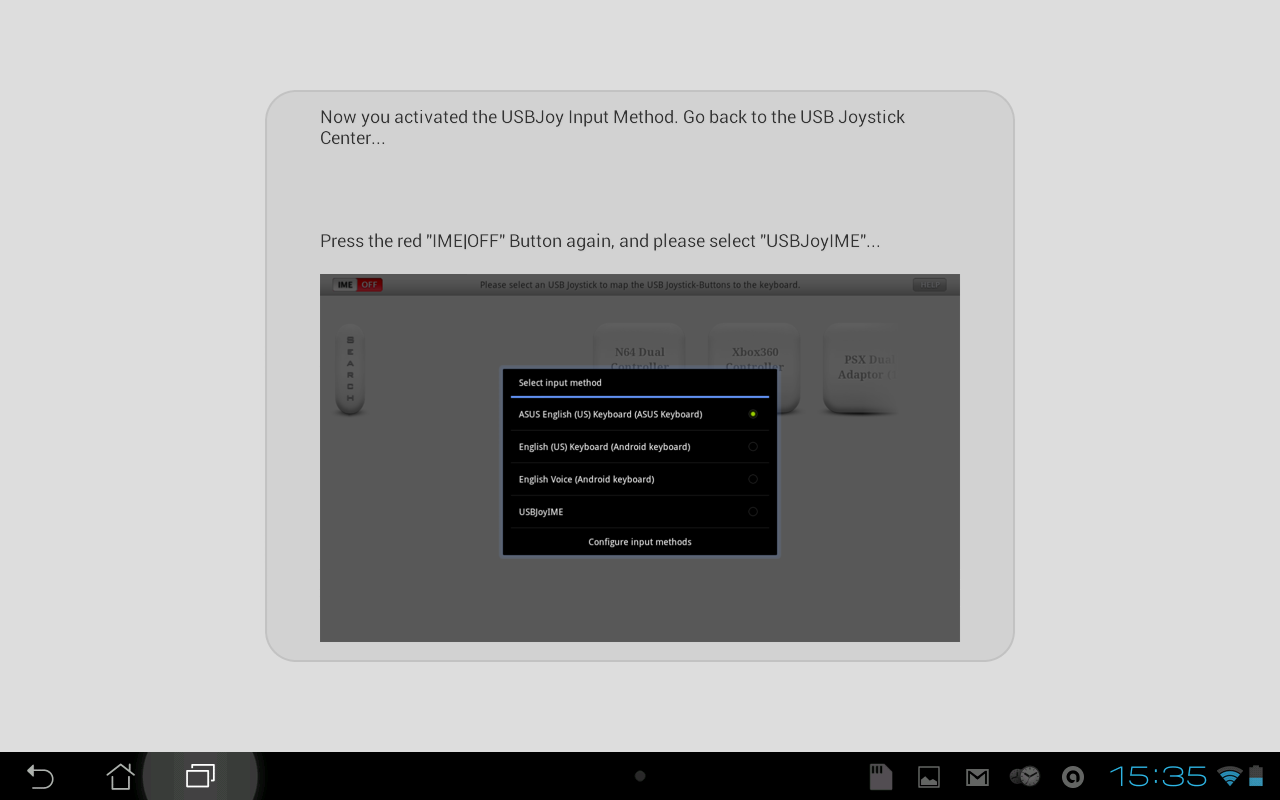 Now you activated the USBJoy Input Method. Go back to the USB Joystick
Center...
Press the red "IME|OFF" Button again, and please select "USBJoyIME"...
IME OFF
Please select an USB Joystick to map the USB Joystick-Buttons to the keyboard.
HELP
SEARCH
N64 Dual
Controller
Xbox360
Controller
PSX Dual
Adaptor (
Select input method
ASUS English (US) Keyboard (ASUS Keyboard)
English (US) Keyboard (Android keyboard)
English Voice (Android keyboard)
USBJoyIME
Configure input methods
15:35